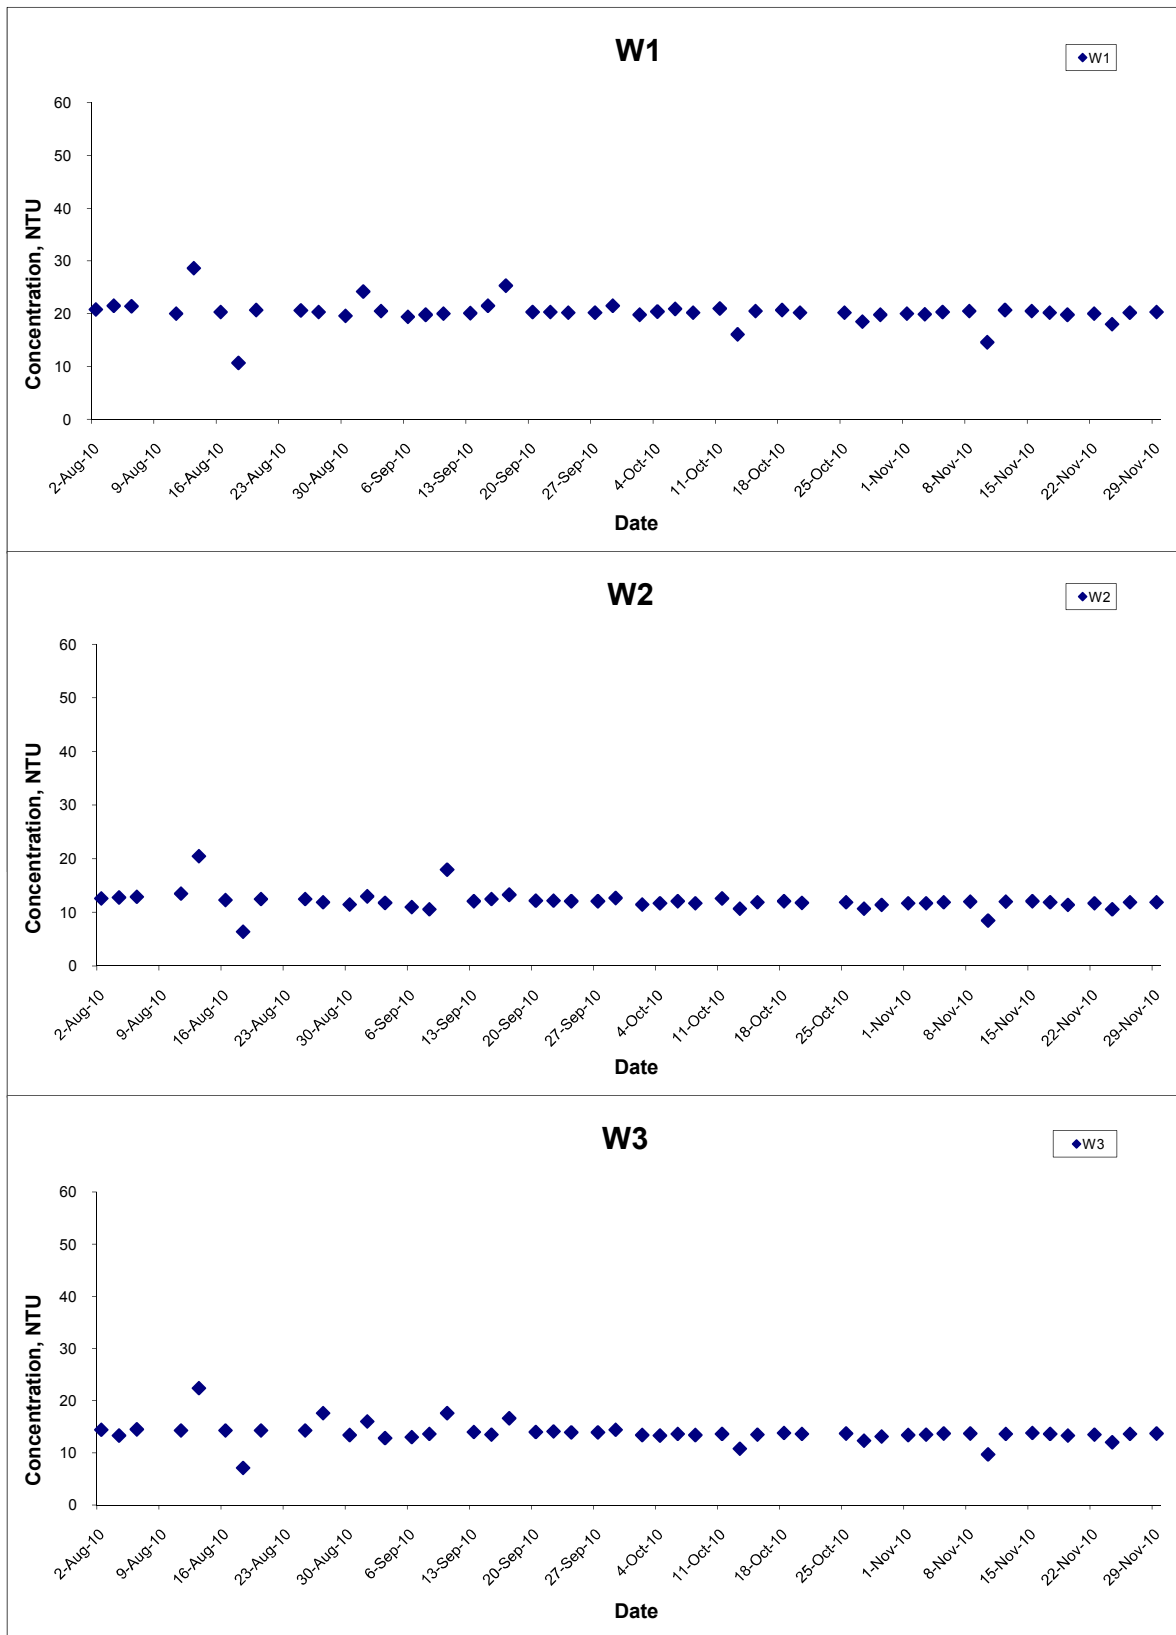 W1
W1
60
50
40
30
20
10
0
Concentration, NTU
2-Aug-10 9-Aug-10 16-Aug-10 23-Aug-10 30-Aug-10 6-Sep-10 13-Sep-10 20-Sep-10 27-Sep-10 4-Oct-10 11-Oct-10 18-Oct-10 25-Oct-10 1-Nov-10 8-Nov-10 15-Nov-10 22-Nov-10 29-Nov-10
Date
W2
W2
60
50
40
30
20
10
0
Concentration, NTU
2-Aug-10 9-Aug-10 16-Aug-10 23-Aug-10 30-Aug-10 6-Sep-10 13-Sep-10 20-Sep-10 27-Sep-10 4-Oct-10 11-Oct-10 18-Oct-10 25-Oct-10 1-Nov-10 8-Nov-10 15-Nov-10 22-Nov-10 29-Nov-10
Date
W3
W3
60
50
40
30
20
10
0
Concentration, NTU
2-Aug-10 9-Aug-10 16-Aug-10 23-Aug-10 30-Aug-10 6-Sep-10 13-Sep-10 20-Sep-10 27-Sep-10 4-Oct-10 11-Oct-10 18-Oct-10 25-Oct-10 1-Nov-10 8-Nov-10 15-Nov-10 22-Nov-10 29-Nov-10
Date